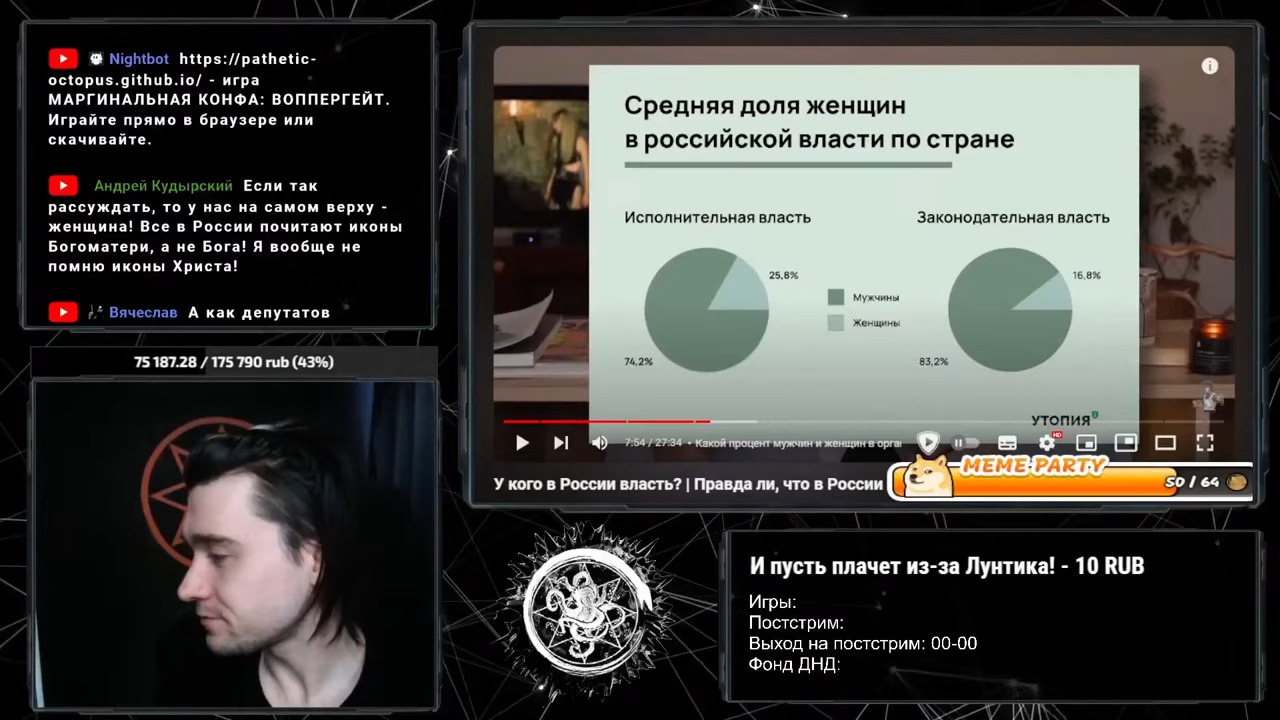 Nightbot https://pathetic-
octopus.github.io/ - игра
МАРГИНАЛЬНАЯ КОНФА: ВОППЕРГЕЙТ.
Играйте прямо в браузере или
скачивайте.
Андрей Кудырский Если так
рассуждать, то у нас на самом верху -
женщина! Все в России почитают иконы
Богоматери, а не Бога! Я вообще не
помню иконы Христа!
Вячеслав А как депутатов
75 187.28 / 175 790 rub (43%)
Средняя доля женщин
в российской власти по стране
Исполнительная власть
Законодательная власть
25,8%
16,8%
Мужчины
Женщины
74,2%
83,2%
УТОПИЯ
7:54 / 27:34 • Какой процент мужчин и женщин в орга
HD
MEME PARTY
50 / 64
У кого в России власть? | Правда ли, что в России
И пусть плачет из-за Лунтика! - 10 RUB
Игры:
Постстрим:
Выход на постстрим: 00-00
Фонд ДНД: